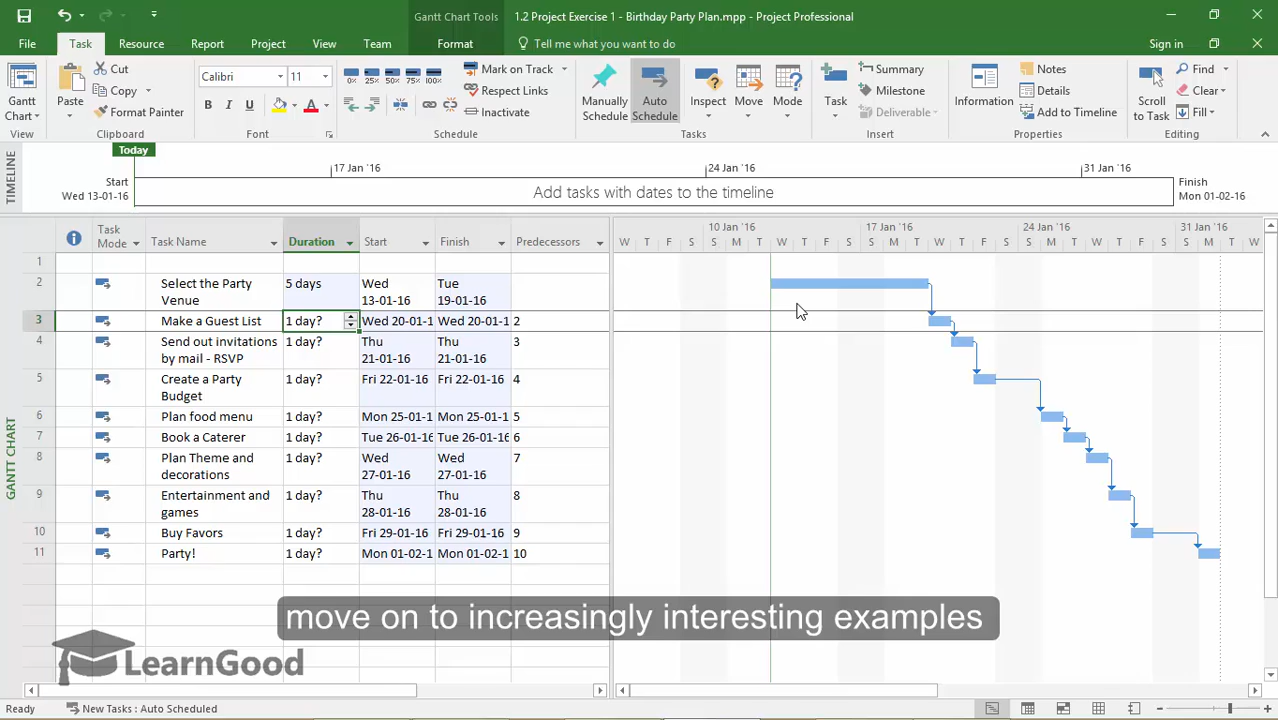 Gantt Chart Tools
1.2 Project Exercise 1 - Birthday Party Plan.mpp - Project Professional
File Task Resource Report Project View Team Format Tell me what you want to do Sign in
Gantt
Chart
View
Paste
Cut
Copy
Format Painter
Clipboard
Calibri 11
B I U A
Font
0% 25% 50% 75% 100%
Mark on Track
Respect Links
Inactivate
Schedule
Manually
Schedule
Auto
Schedule
Inspect
Move
Mode
Tasks
Task
Summary
Milestone
Deliverable
Insert
Information
Notes
Details
Add to Timeline
Properties
Scroll
to Task
Find
Clear
Fill
Editing
TIMELINE
Today
17 Jan '16 24 Jan '16 31 Jan '16
Start
Wed 13-01-16
Add tasks with dates to the timeline
Finish
Mon 01-02-16
GANTT CHART
Task
Mode
Task Name Duration Start Finish Predecessors
10 Jan '16 17 Jan '16 24 Jan '16 31 Jan '16
W T F S S M T W T F S S M T W T F S S M T W T F S S M T W
1
2 Select the Party
Venue
5 days Wed
13-01-16
Tue
19-01-16
3 Make a Guest List 1 day? Wed 20-01-1 Wed 20-01-1 2
4 Send out invitations
by mail - RSVP
1 day? Thu
21-01-16
Thu
21-01-16
3
5 Create a Party
Budget
1 day? Fri 22-01-16 Fri 22-01-16 4
6 Plan food menu 1 day? Mon 25-01-1 Mon 25-01-1 5
7 Book a Caterer 1 day? Tue 26-01-16 Tue 26-01-16 6
8 Plan Theme and
decorations
1 day? Wed
27-01-16
Wed
27-01-16
7
9 Entertainment and
games
1 day? Thu
28-01-16
Thu
28-01-16
8
10 Buy Favors 1 day? Fri 29-01-16 Fri 29-01-16 9
11 Party! 1 day? Mon 01-02-1 Mon 01-02-1 10
move on to increasingly interesting examples
LearnGood
Ready New Tasks : Auto Scheduled